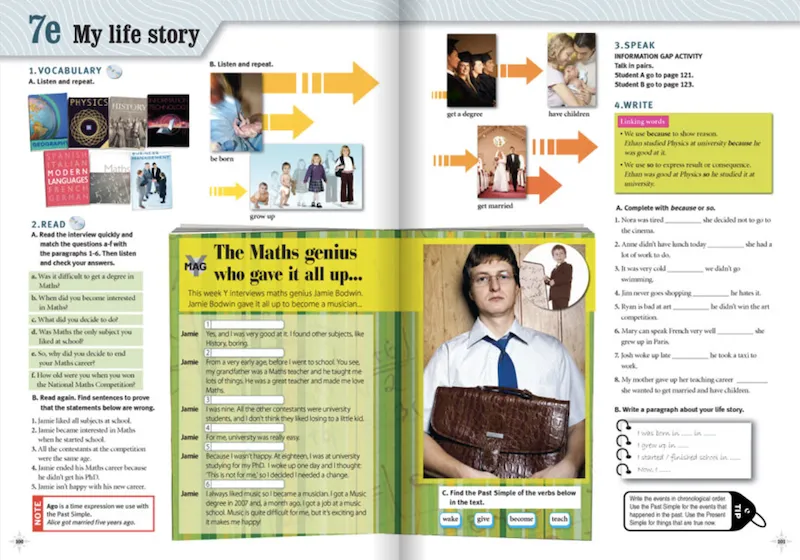 7e My life story
1.VOCABULARY
A. Listen and repeat.
GEOGRAPHY
PHYSICS
HISTORY
INFORMATION
TECHNOLOGY
SPANISH
ITALIAN
MODERN
LANGUAGES
FRENCH
GERMAN
Maths
BUSINESS
MANAGEMENT
B. Listen and repeat.
be born
grow up
get a degree
have children
get married
2.READ
A. Read the interview quickly and
match the questions a-f with
the paragraphs 1-6. Then listen
and check your answers.
a. Was it difficult to get a degree in
Maths?
b. When did you become interested
in Maths?
c. What did you decide to do?
d. Was Maths the only subject you
liked at school?
e. So, why did you decide to end
your Maths career?
f. How old were you when you won
the National Maths Competition?
B. Read again. Find sentences to prove
that the statements below are wrong.
1. Jamie liked all subjects at school.
2. Jamie became interested in Maths
when he started school.
3. All the contestants at the competition
were the same age.
4. Jamie ended his Maths career because
he didn't get his PhD.
5. Jamie isn't happy with his new career.
NOTE
Ago is a time expression we use with
the Past Simple.
Alice got married five years ago.
100
Y MAG
The Maths genius
who gave it all up...
This week Y interviews maths genius Jamie Bodwin.
Jamie Bodwin gave it all up to become a musician...
1
Jamie Yes, and I was very good at it. I found other subjects, like
History, boring.
2
Jamie From a very early age, before I went to school. You see,
my grandfather was a Maths teacher and he taught me
lots of things. He was a great teacher and made me love
Maths.
3
Jamie I was nine. All the other contestants were university
students, and I don't think they liked losing to a little kid.
4
Jamie For me, university was really easy.
5
Jamie Because I wasn't happy. At eighteen, I was at university
studying for my PhD. I woke up one day and I thought:
'This is not for me,' so I decided I needed a change.
6
Jamie I always liked music so I became a musician. I got a Music
degree in 2007 and, a month ago, I got a job at a music
school. Music is quite difficult for me, but it's exciting and
it makes me happy!
C. Find the Past Simple of the verbs below
in the text.
wake give become teach
3.SPEAK
INFORMATION GAP ACTIVITY
Talk in pairs.
Student A go to page 121.
Student B go to page 123.
4.WRITE
Linking words
• We use because to show reason.
Ethan studied Physics at university because he
was good at it.
• We use so to express result or consequence.
Ethan was good at Physics so he studied it at
university.
A. Complete with because or so.
1. Nora was tired ________ she decided not to go to
the cinema.
2. Anne didn't have lunch today ________ she had a
lot of work to do.
3. It was very cold ________ we didn't go
swimming.
4. Jim never goes shopping ________ he hates it.
5. Ryan is bad at art ________ he didn't win the art
competition.
6. Mary can speak French very well ________ she
grew up in Paris.
7. Josh woke up late ________ he took a taxi to
work.
8. My mother gave up her teaching career ________
she wanted to get married and have children.
B. Write a paragraph about your life story.
I was born in ...... in ......
I grew up in ......
I started / finished school in ......
Now, I ......
Write the events in chronological order.
Use the Past Simple for the events that
happened in the past. Use the Present
Simple for things that are true now.
TIP
101